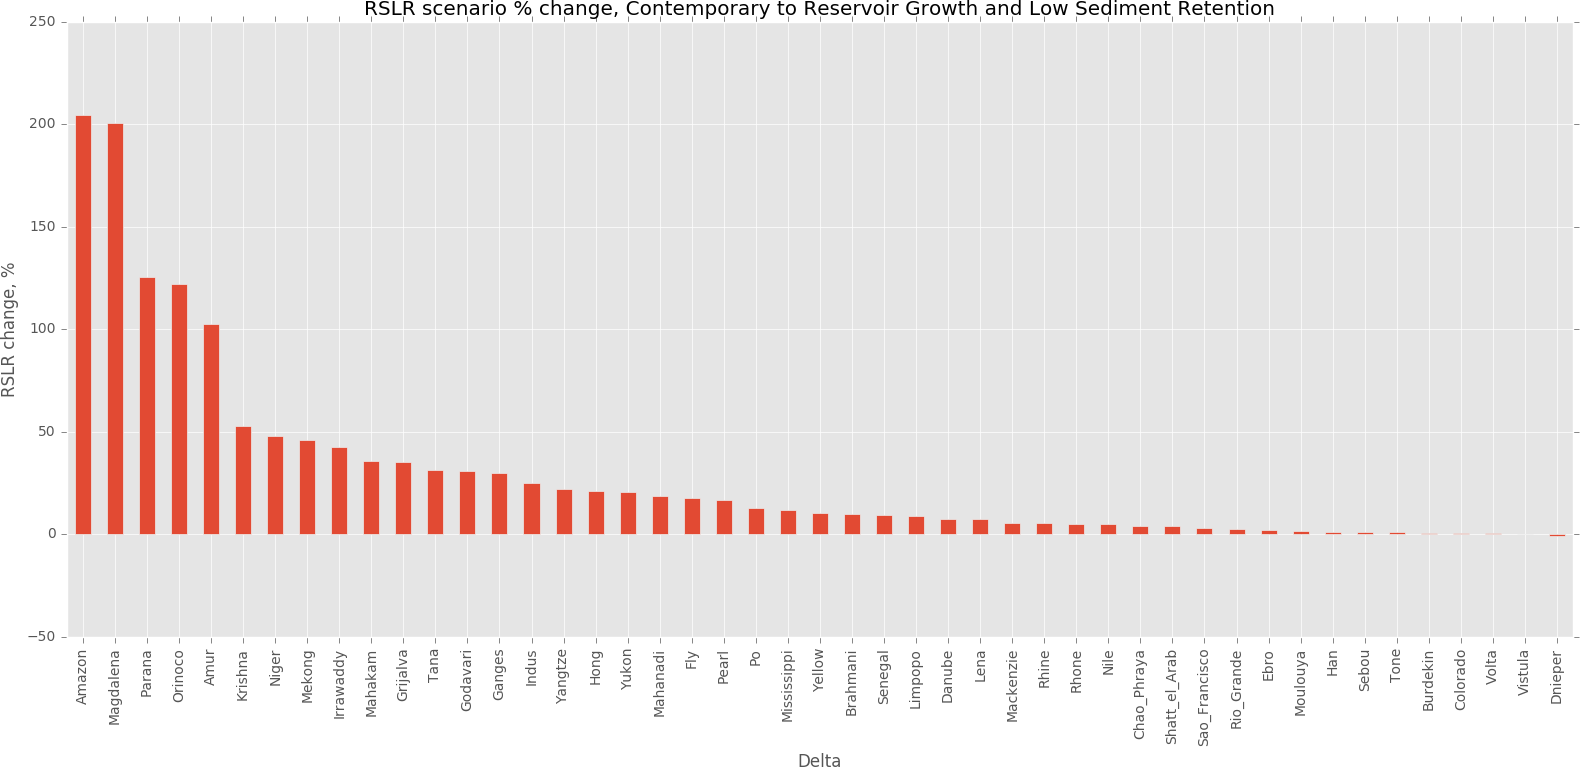 RSLR scenario % change, Contemporary to Reservoir Growth and Low Sediment Retention
250
200
150
100
50
0
−50
RSLR change, %
Amazon
Magdalena
Parana
Orinoco
Amur
Krishna
Niger
Mekong
Irrawaddy
Mahakam
Grijalva
Tana
Godavari
Ganges
Indus
Yangtze
Hong
Yukon
Mahanadi
Fly
Pearl
Po
Mississippi
Yellow
Brahmani
Senegal
Limpopo
Danube
Lena
Mackenzie
Rhine
Rhone
Nile
Chao_Phraya
Shatt_el_Arab
Sao_Francisco
Rio_Grande
Ebro
Moulouya
Han
Sebou
Tone
Burdekin
Colorado
Volta
Vistula
Dnieper
Delta